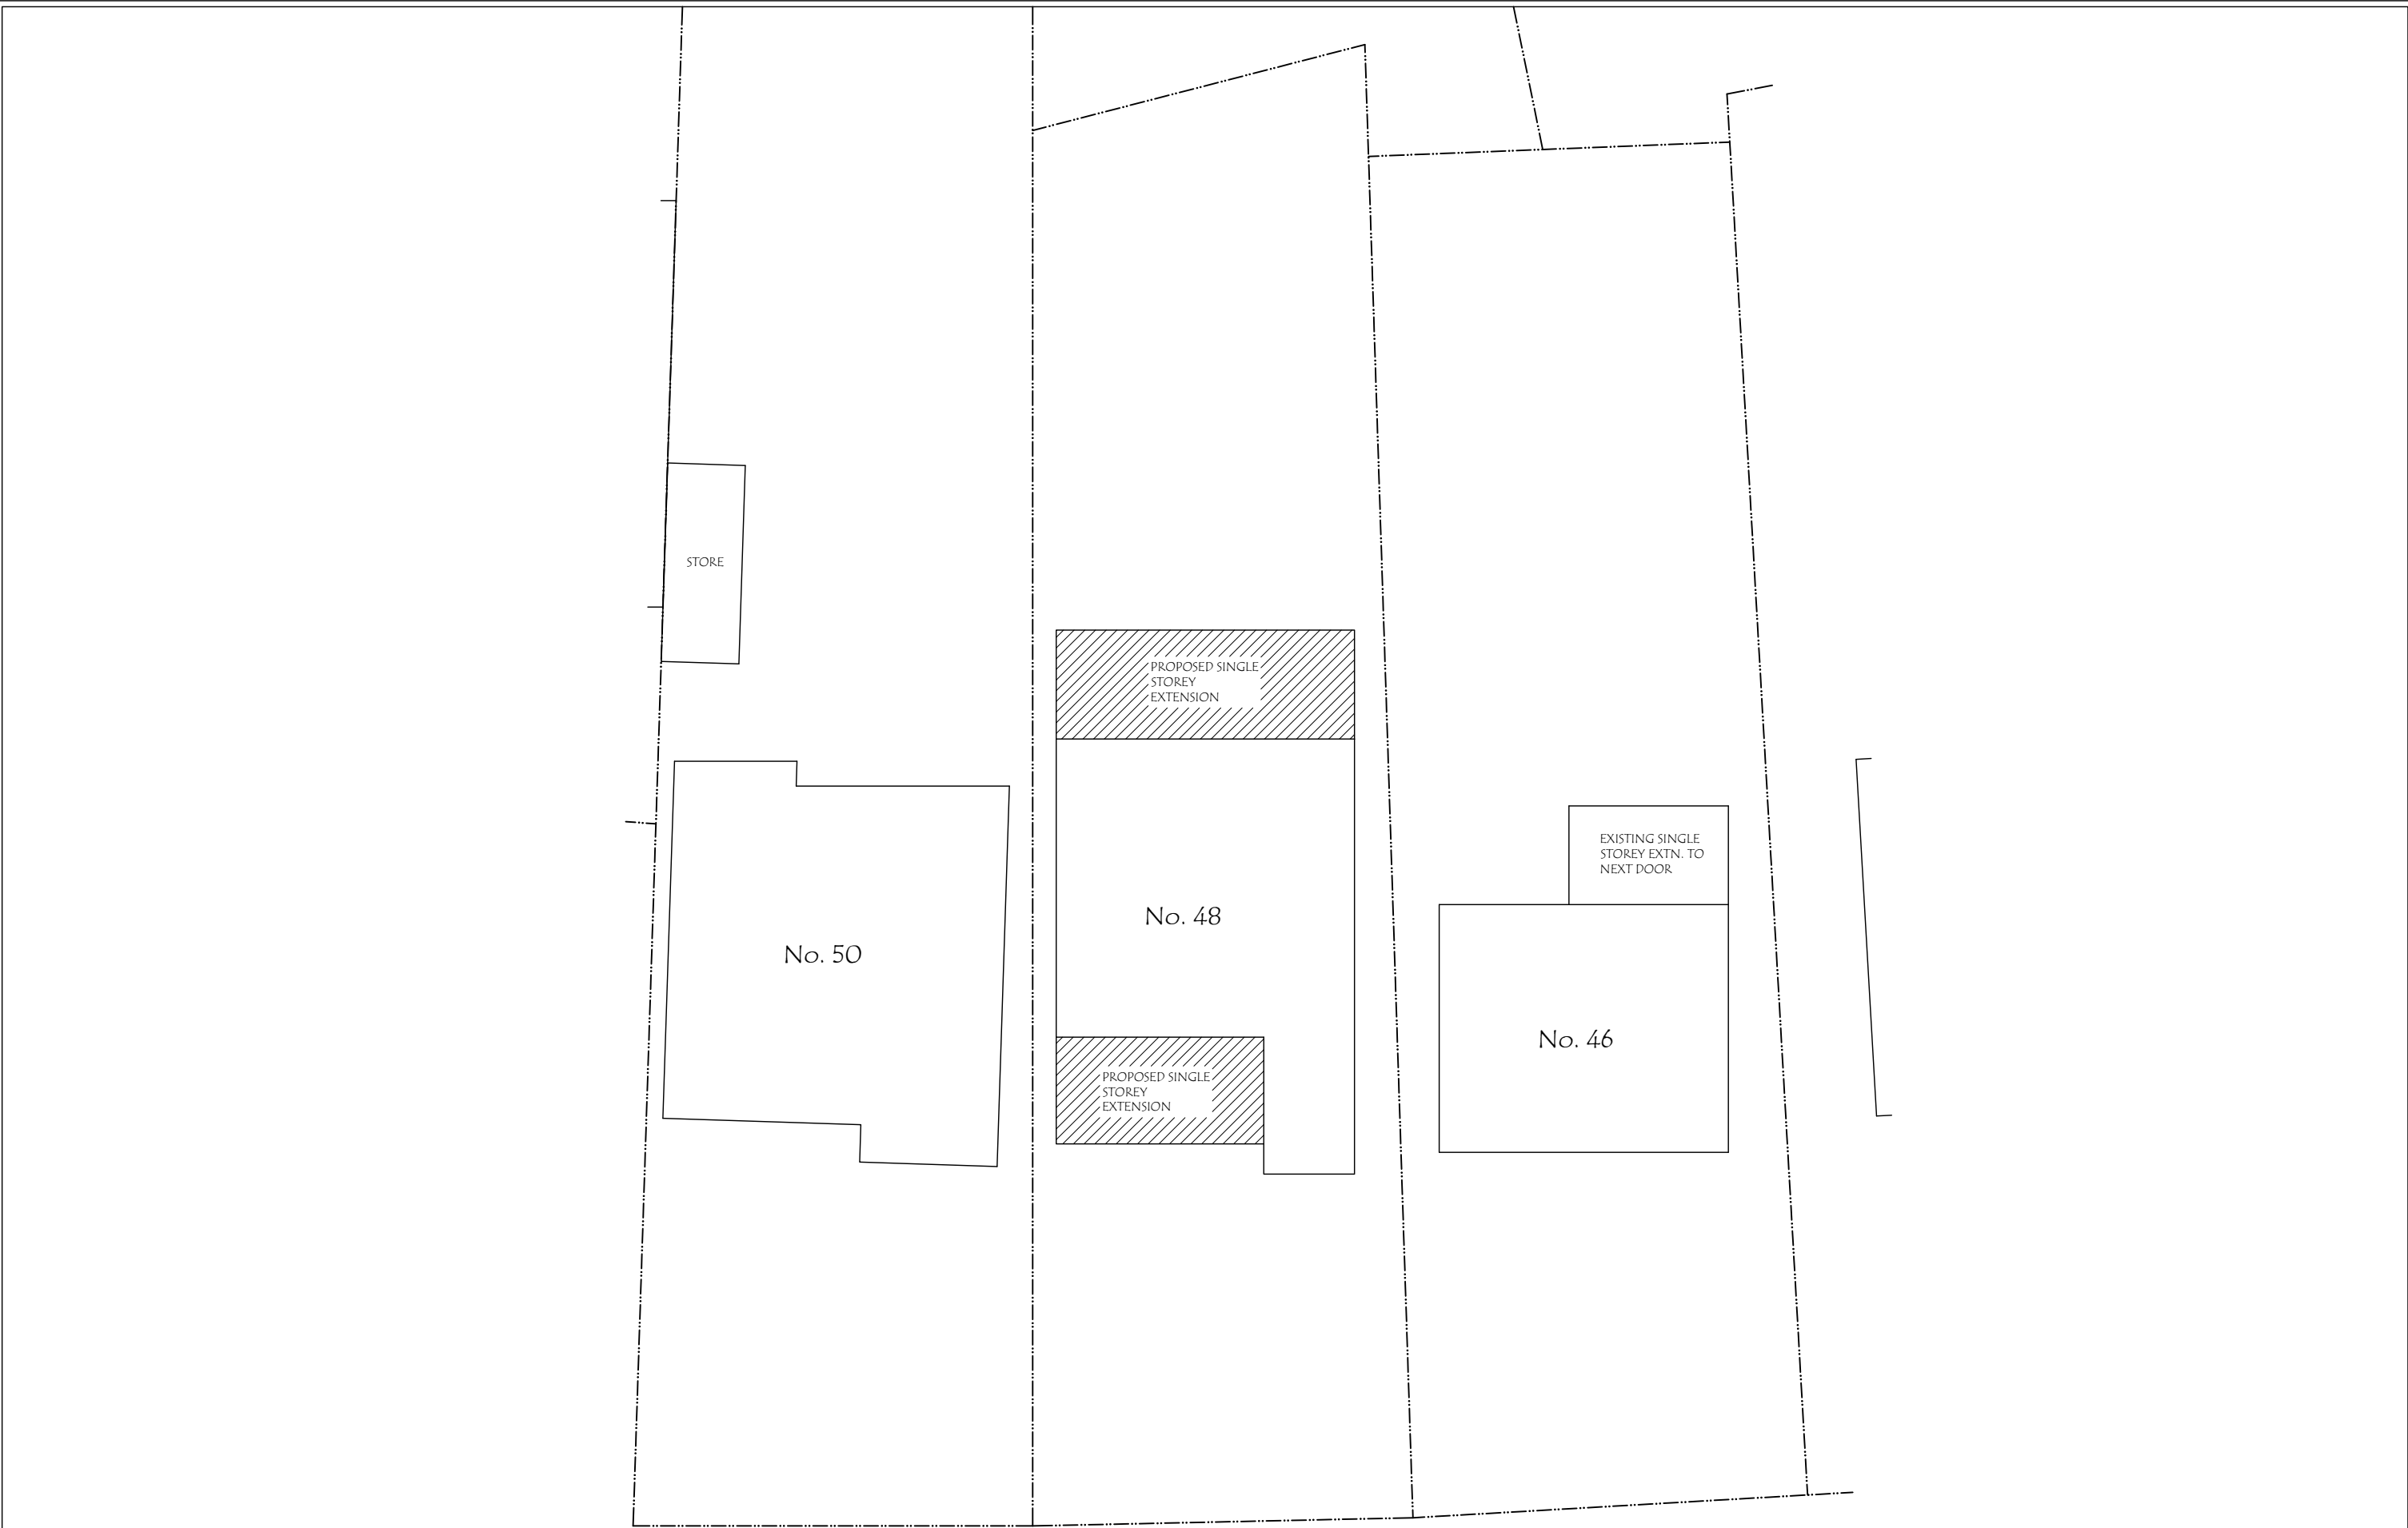 STORE
PROPOSED SINGLE
STOREY
EXTENSION
EXISTING SINGLE
STOREY EXTN. TO
NEXT DOOR
No. 48
No. 50
No. 46
PROPOSED SINGLE
STOREY
EXTENSION